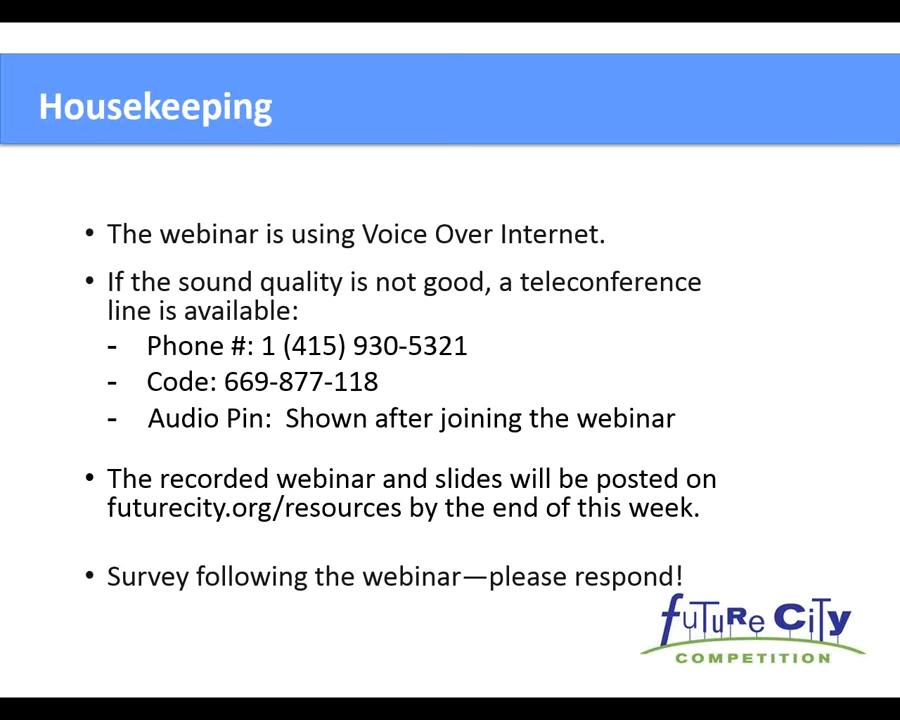 Housekeeping
• The webinar is using Voice Over Internet.
• If the sound quality is not good, a teleconference
line is available:
- Phone #: 1 (415) 930-5321
- Code: 669-877-118
- Audio Pin:  Shown after joining the webinar
• The recorded webinar and slides will be posted on
futurecity.org/resources by the end of this week.
• Survey following the webinar—please respond!
fuTuRe CiTy
COMPETITION